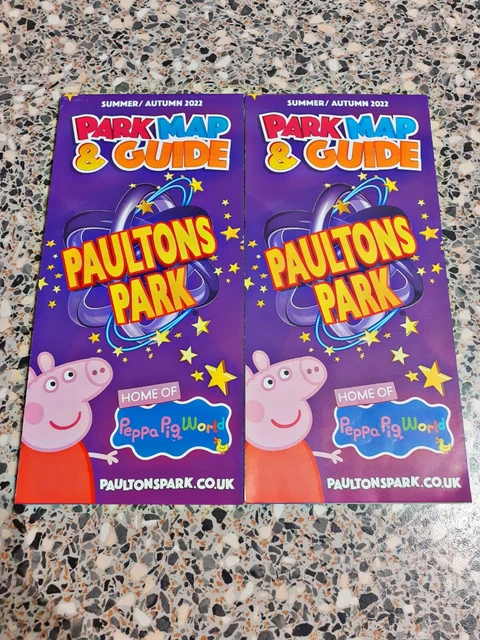 SUMMER/ AUTUMN 2022
PARK MAP
& GUIDE
PAULTONS
PARK
HOME OF
Peppa Pig World
PAULTONSPARK.CO.UK
SUMMER/ AUTUMN 2022
PARK MAP
& GUIDE
PAULTONS
PARK
HOME OF
Peppa Pig World
PAULTONSPARK.CO.UK